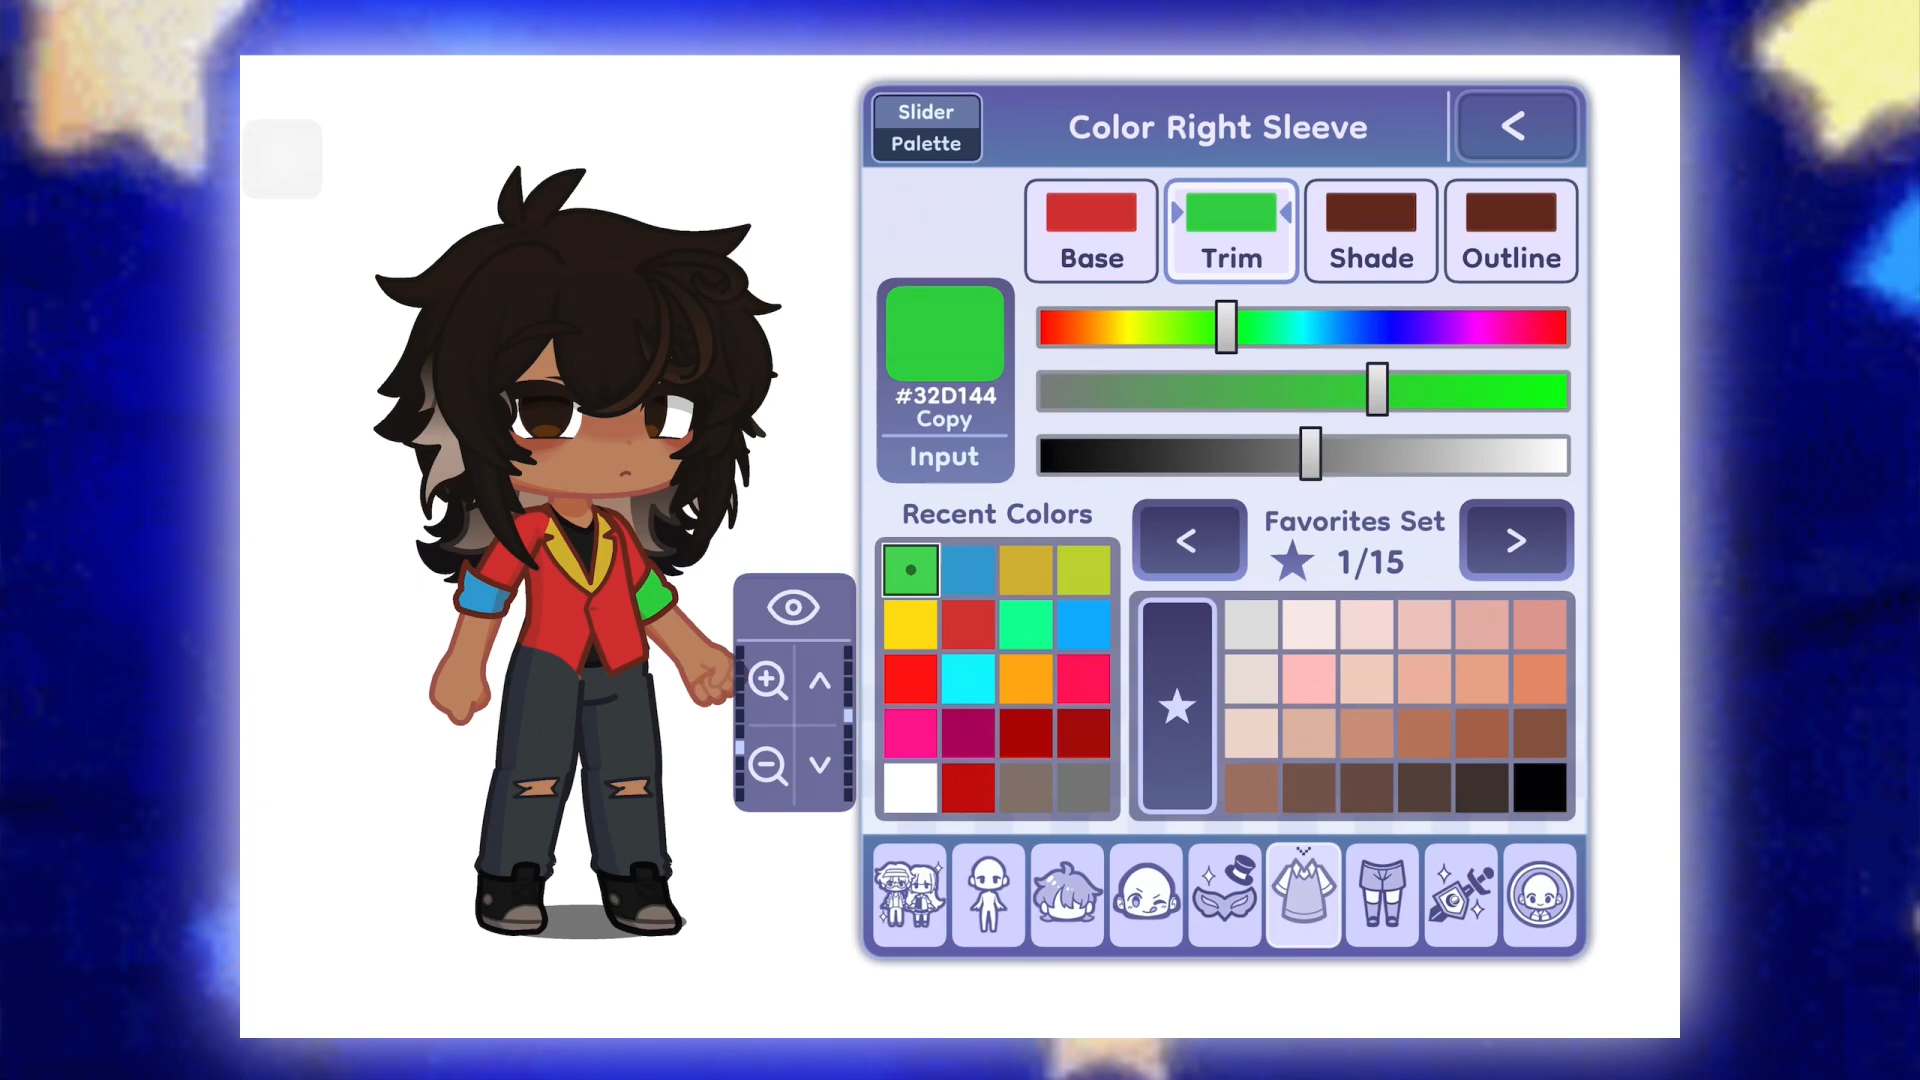 Slider
Palette
Color Right Sleeve
<
Base
Trim
Shade
Outline
#32D144
Copy
Input
Recent Colors
<
Favorites Set
1/15
>